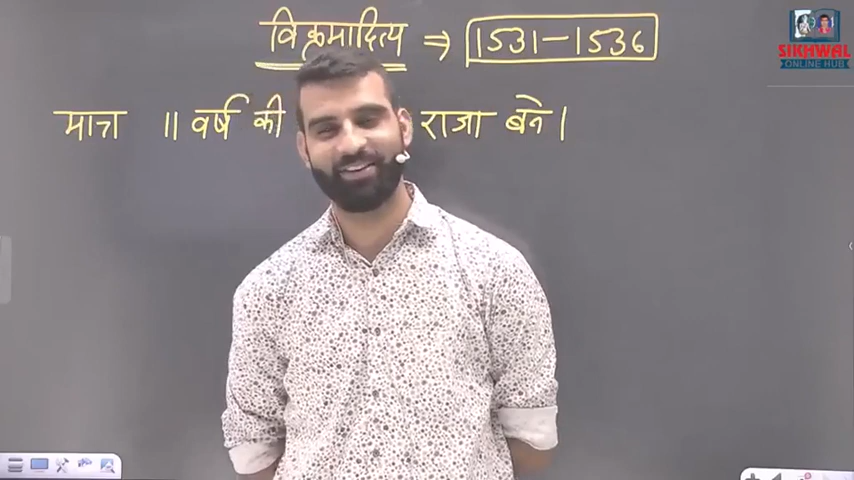 विक्रमादित्य ⇒ 1531-1536
मात्रा 11 वर्ष की राजा बने।
SIKHWAL
ONLINE HUB